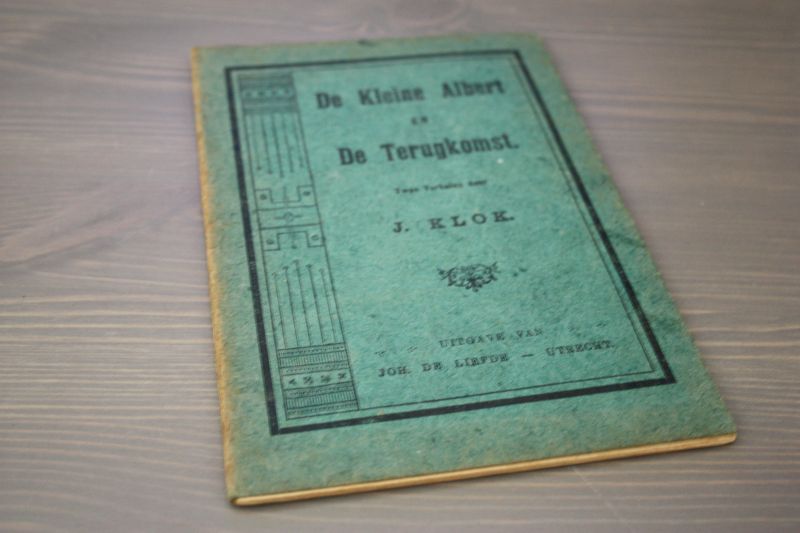 De Kleine Albert
EN
De Terugkomst.
Twee Verhalen door
J. KLOK.
UITGAVE VAN
JOH. DE LIEFDE — UTRECHT.